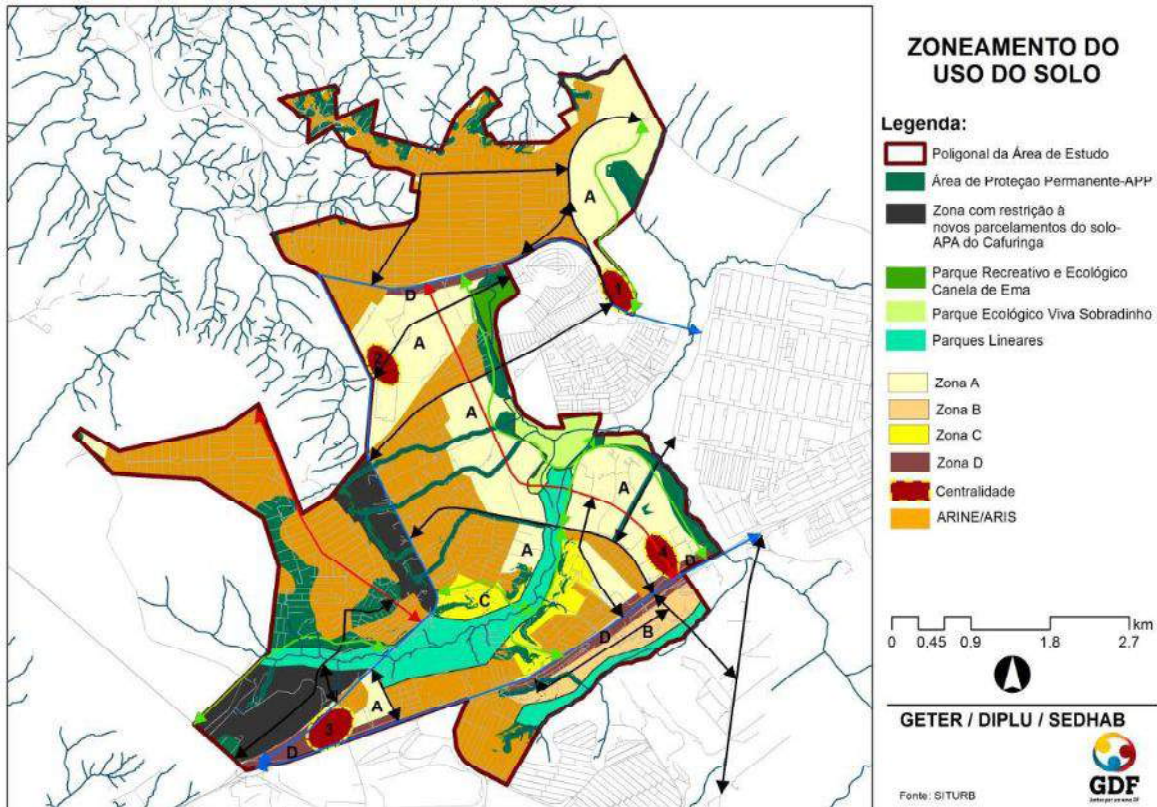 ZONEAMENTO DO
USO DO SOLO
Legenda:
Poligonal da Área de Estudo
Área de Proteção Permanente-APP
Zona com restrição à
novos parcelamentos do solo-
APA do Cafuringa
Parque Recreativo e Ecológico
Canela de Ema
Parque Ecológico Viva Sobradinho
Parques Lineares
Zona A
Zona B
Zona C
Zona D
Centralidade
ARINE/ARIS
km
0 0.45 0.9 1.8 2.7
GETER / DIPLU / SEDHAB
GDF
Fonte: SITURB
A
1
D
A
2
A
A
A
4
D
C
D
B
A
3
D